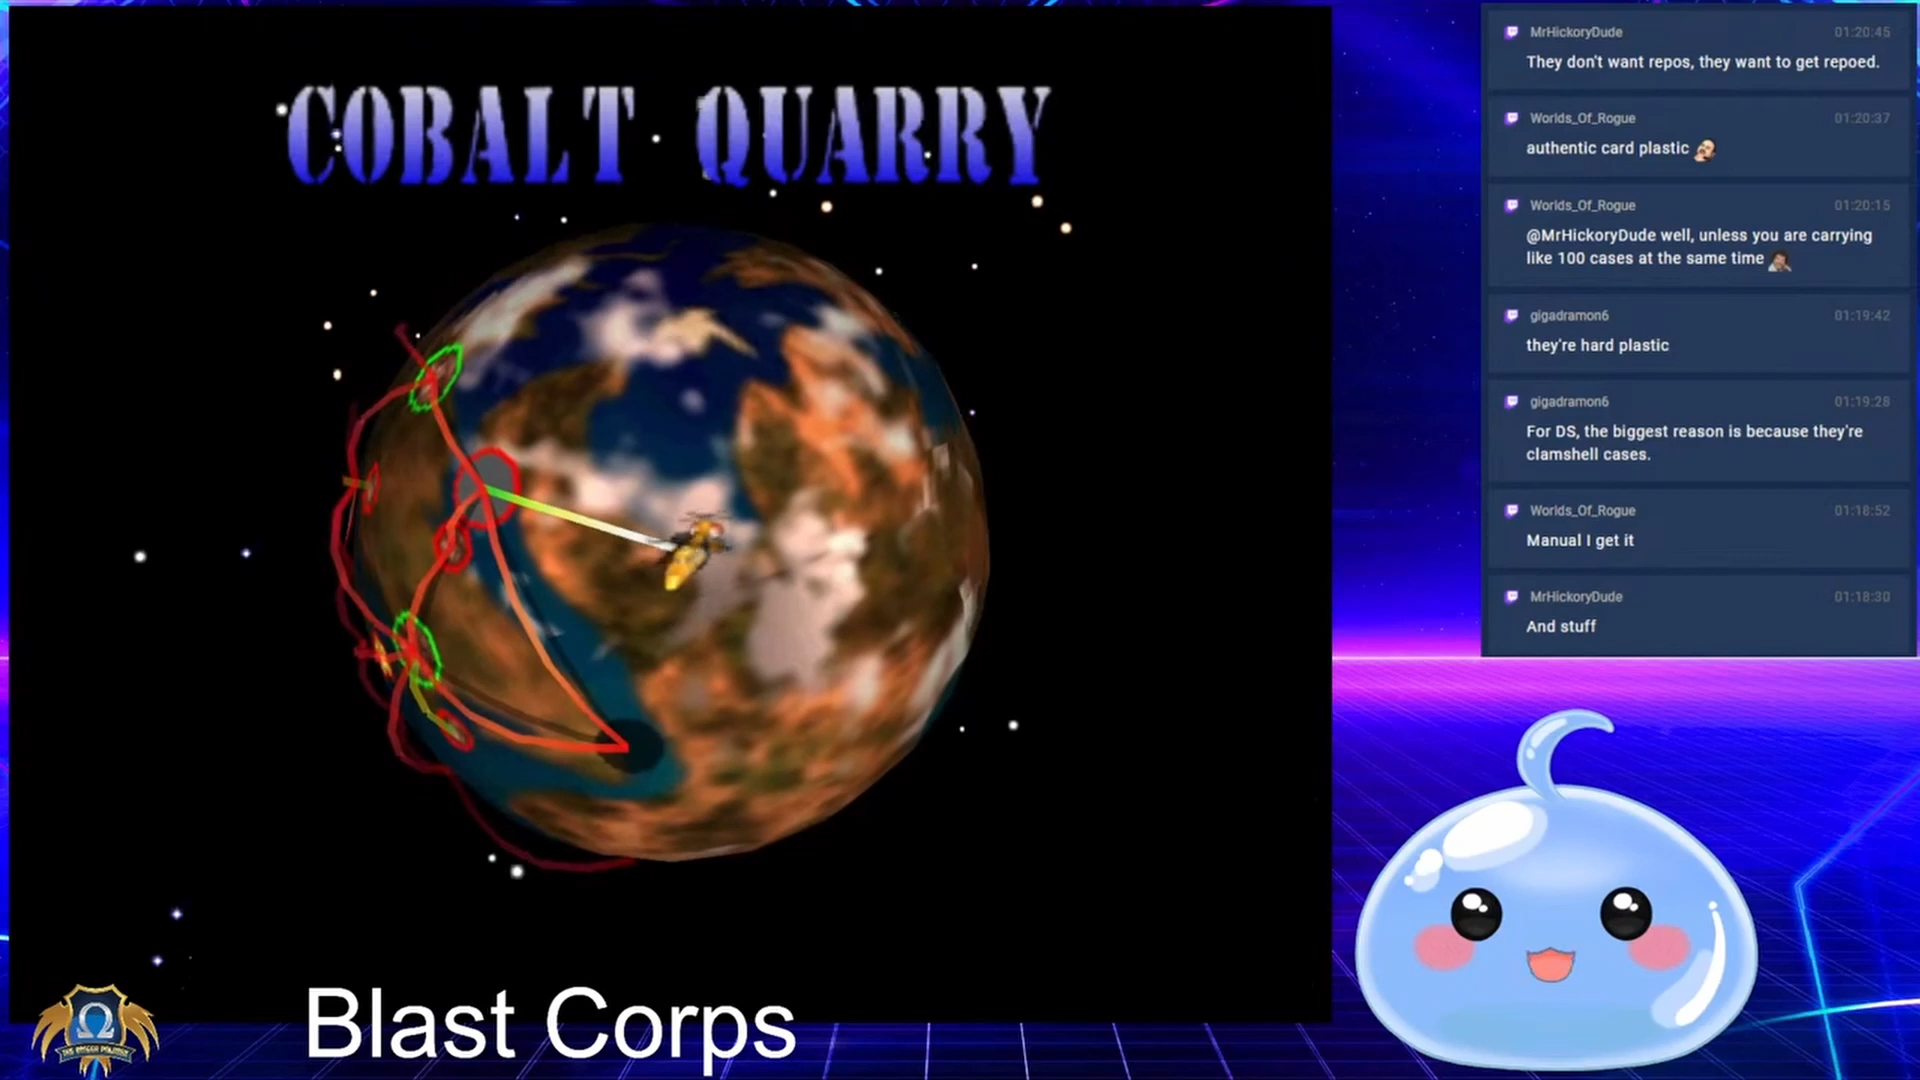 COBALT QUARRY
Blast Corps
MrHickoryDude 01:20:45
They don't want repos, they want to get repoed.
Worlds_Of_Rogue 01:20:37
authentic card plastic
Worlds_Of_Rogue 01:20:15
@MrHickoryDude well, unless you are carrying
like 100 cases at the same time
gigadramon6 01:19:42
they're hard plastic
gigadramon6 01:19:28
For DS, the biggest reason is because they're
clamshell cases.
Worlds_Of_Rogue 01:18:52
Manual I get it
MrHickoryDude 01:18:30
And stuff